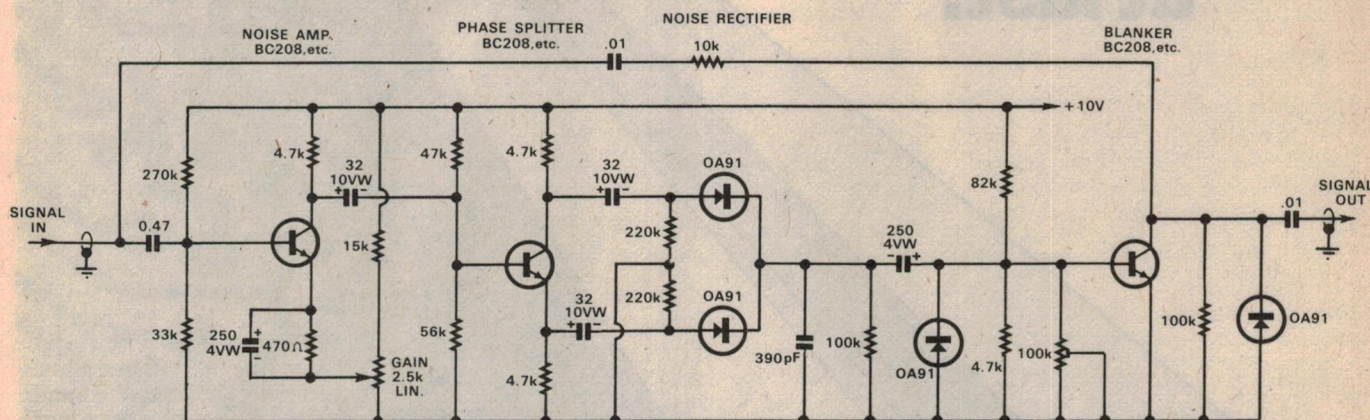 NOISE AMP.
BC208,etc.
PHASE SPLITTER
BC208,etc.
NOISE RECTIFIER
BLANKER
BC208,etc.
.01
10k
+10V
270k
4.7k
32
10VW
+
-
47k
4.7k
32
10VW
+
-
OA91
82k
SIGNAL
IN
0.47
15k
220k
250
4VW
-
+
.01
SIGNAL
OUT
220k
32
10VW
+
-
OA91
33k
250
4VW
+
-
470Ω
GAIN
2.5k
LIN.
56k
4.7k
390pF
100k
OA91
4.7k
100k
100k
OA91